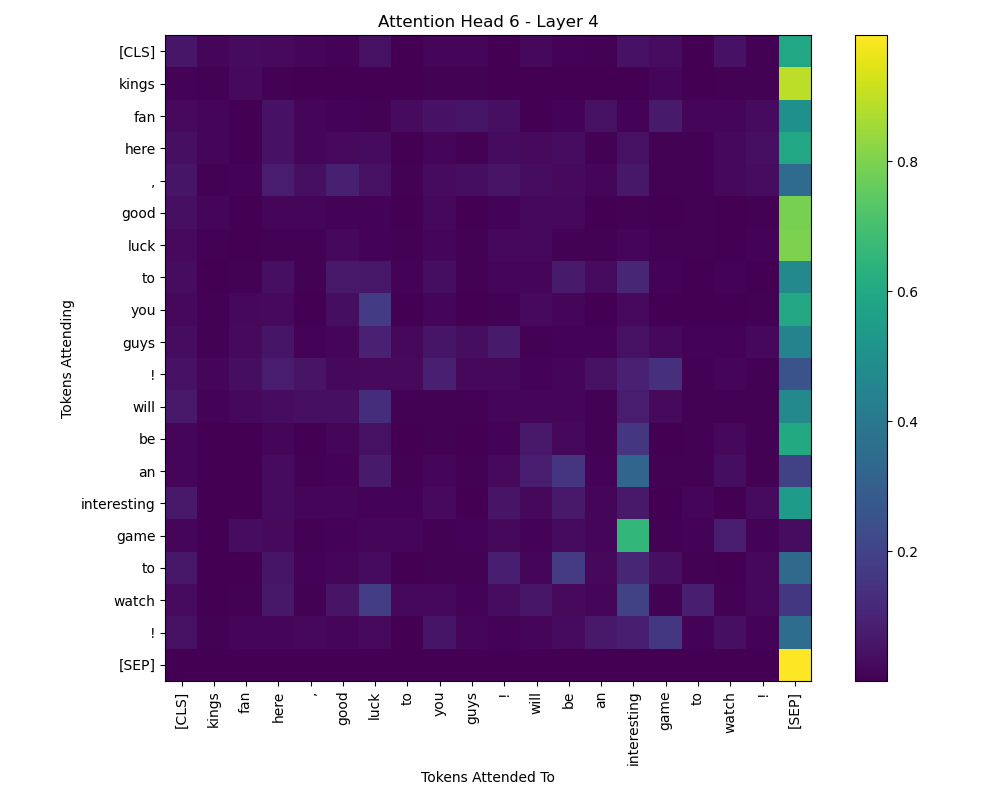 Attention Head 6 - Layer 4
Tokens Attending
[CLS]
kings
fan
here
,
good
luck
to
you
guys
!
will
be
an
interesting
game
to
watch
!
[SEP]
[CLS]
kings
fan
here
,
good
luck
to
you
guys
!
will
be
an
interesting
game
to
watch
!
[SEP]
Tokens Attended To
0.8
0.6
0.4
0.2